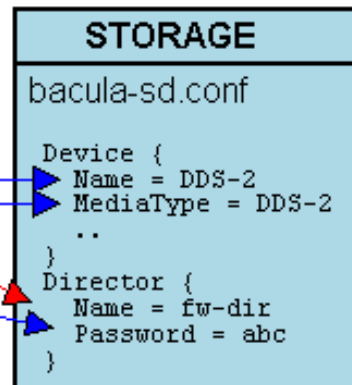 STORAGE
bacula-sd.conf
Device {
Name = DDS-2
MediaType = DDS-2
..
}
Director {
Name = fw-dir
Password = abc
}